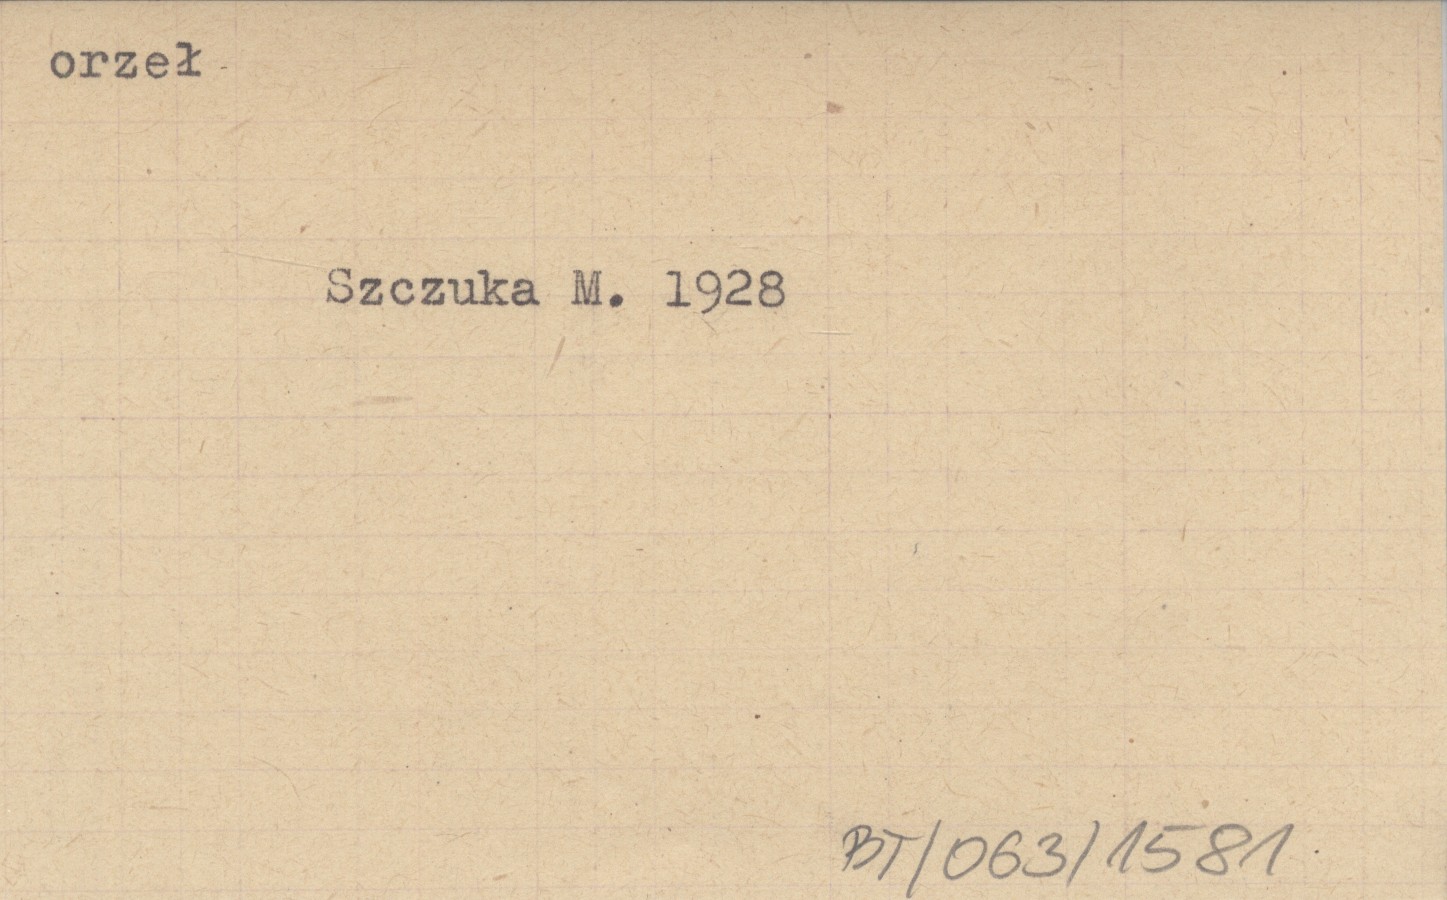 orzeł
Szczuka M. 1928
BT/063/1581